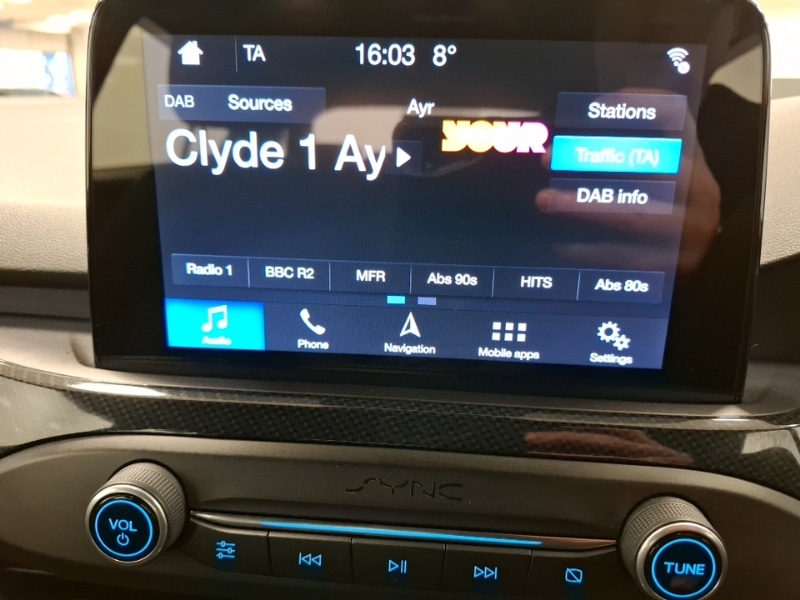 TA 16:03 8°
DAB Sources Ayr Stations
Clyde 1 Ay YOUR Traffic (TA)
DAB info
Radio 1 BBC R2 MFR Abs 90s HITS Abs 80s
Audio Phone Navigation Mobile apps Settings
SYNC
VOL TUNE